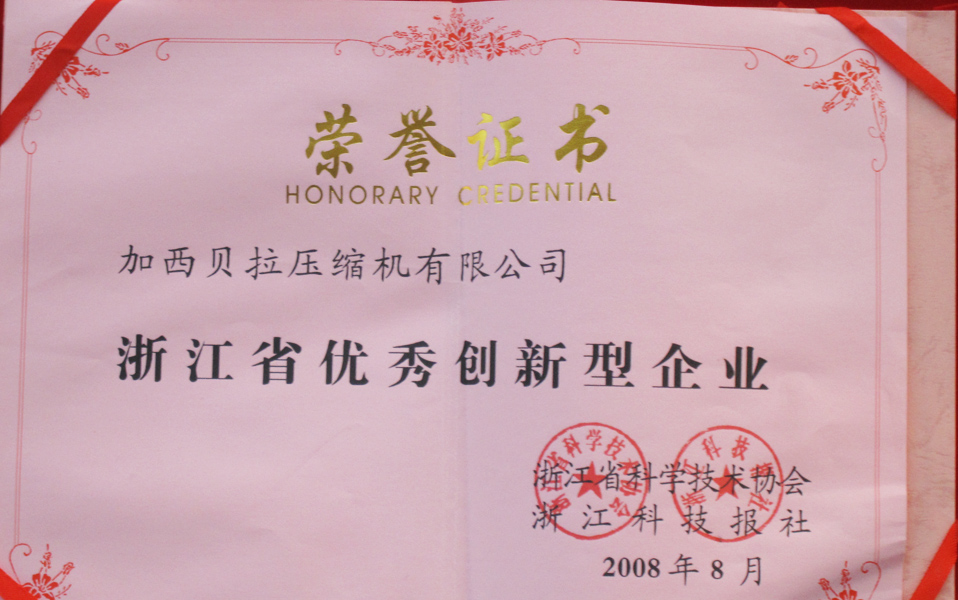 荣誉证书
HONORARY CREDENTIAL
加西贝拉压缩机有限公司
浙江省优秀创新型企业
浙江省科学技术协会
浙江科技报社
2008年8月